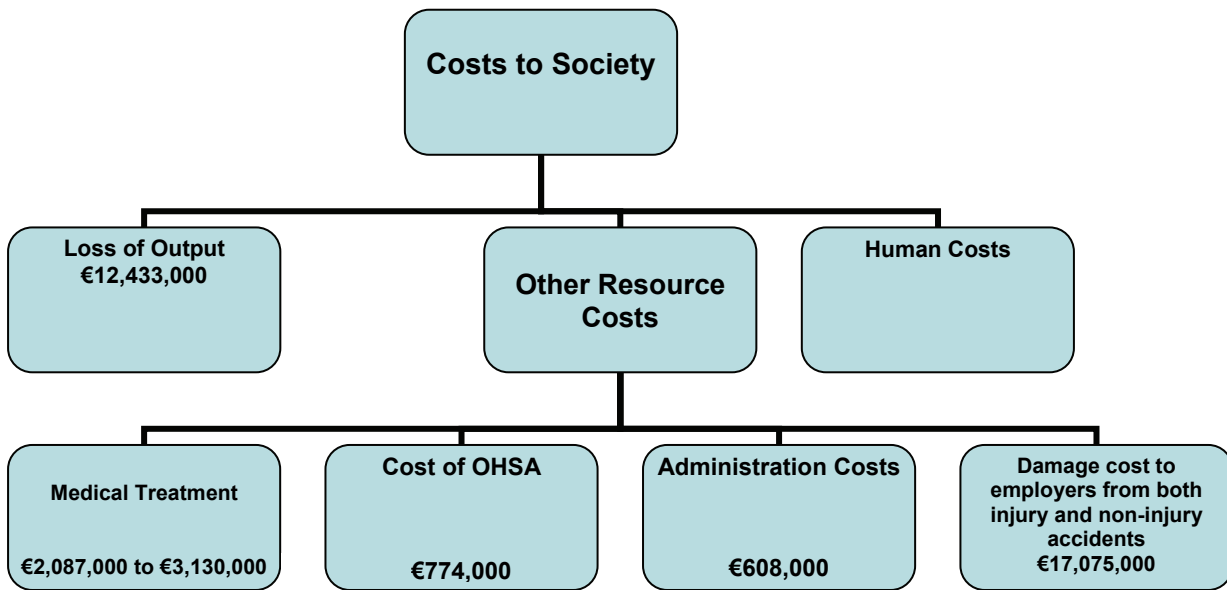 Costs to Society
Loss of Output
€12,433,000
Other Resource
Costs
Human Costs
Medical Treatment
€2,087,000 to €3,130,000
Cost of OHSA
€774,000
Administration Costs
€608,000
Damage cost to
employers from both
injury and non-injury
accidents
€17,075,000